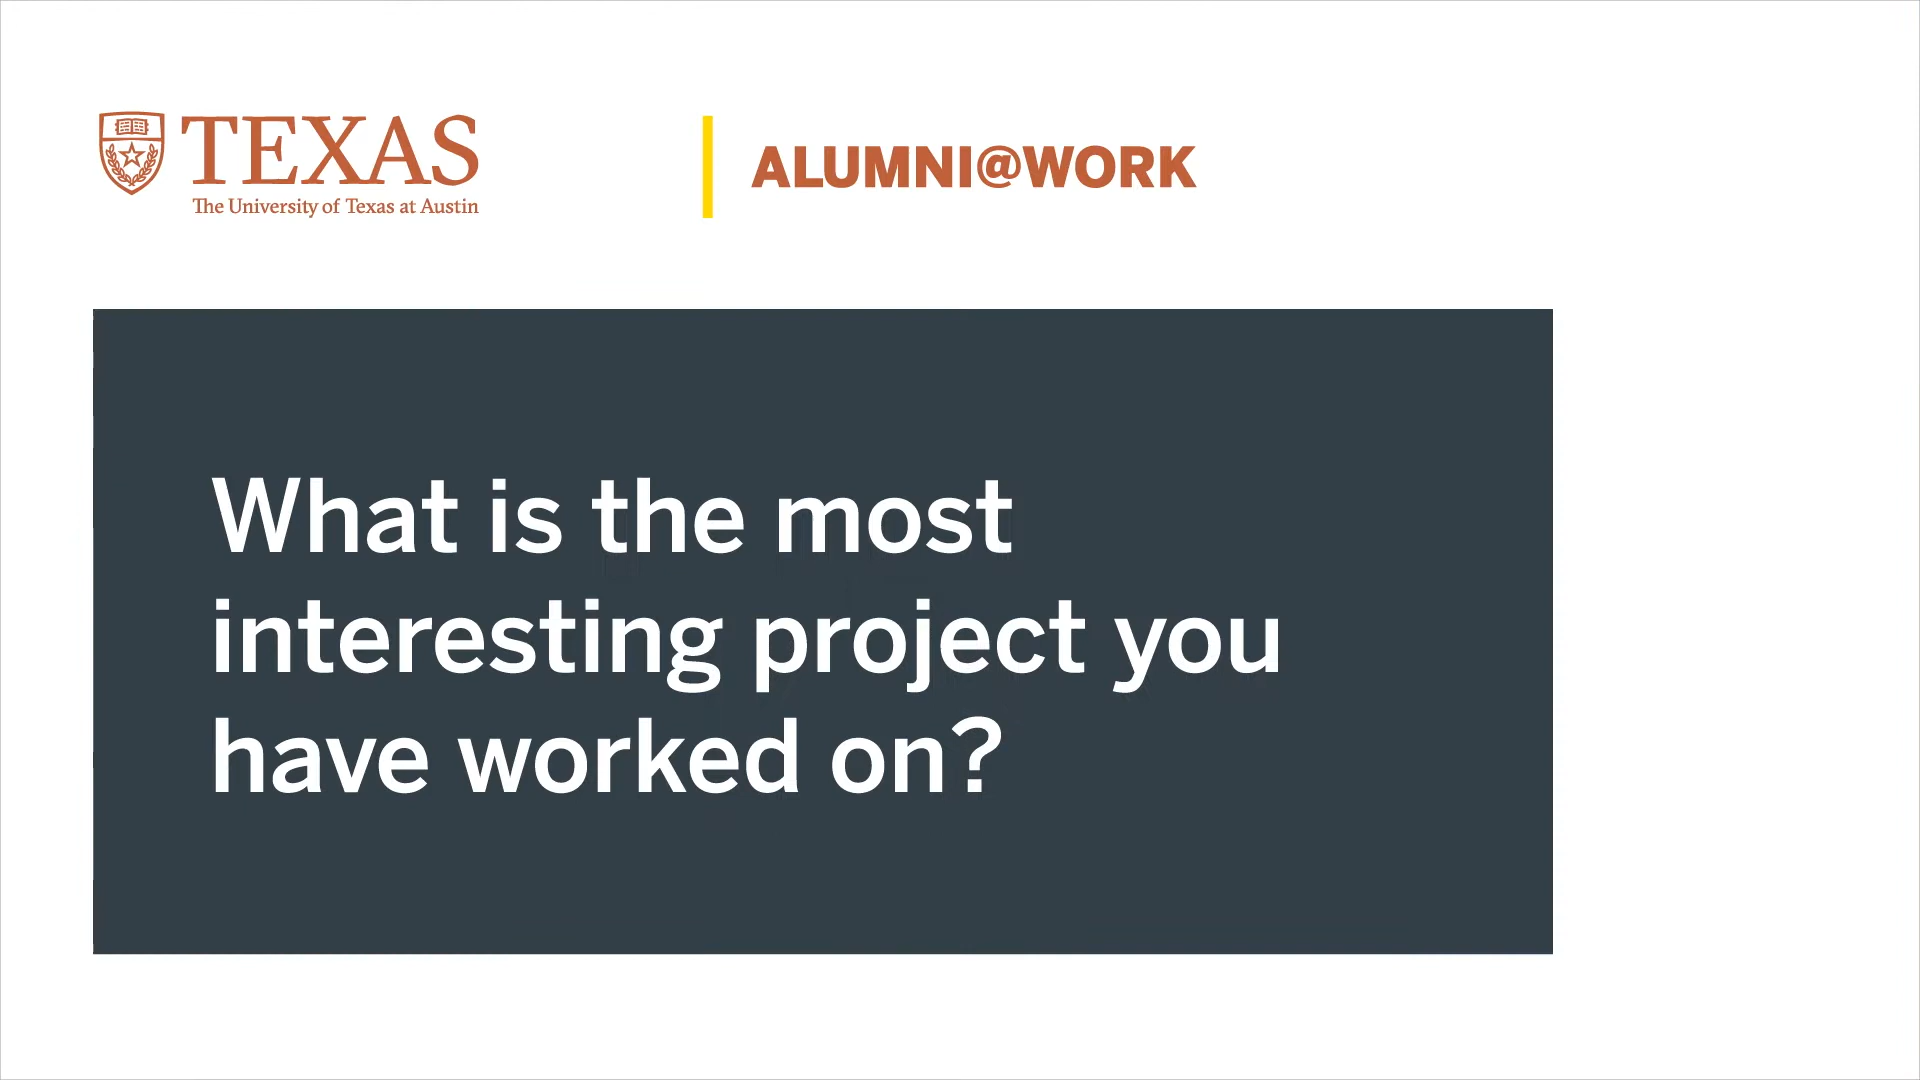 TEXAS
The University of Texas at Austin
ALUMNI@WORK
What is the most
interesting project you
have worked on?